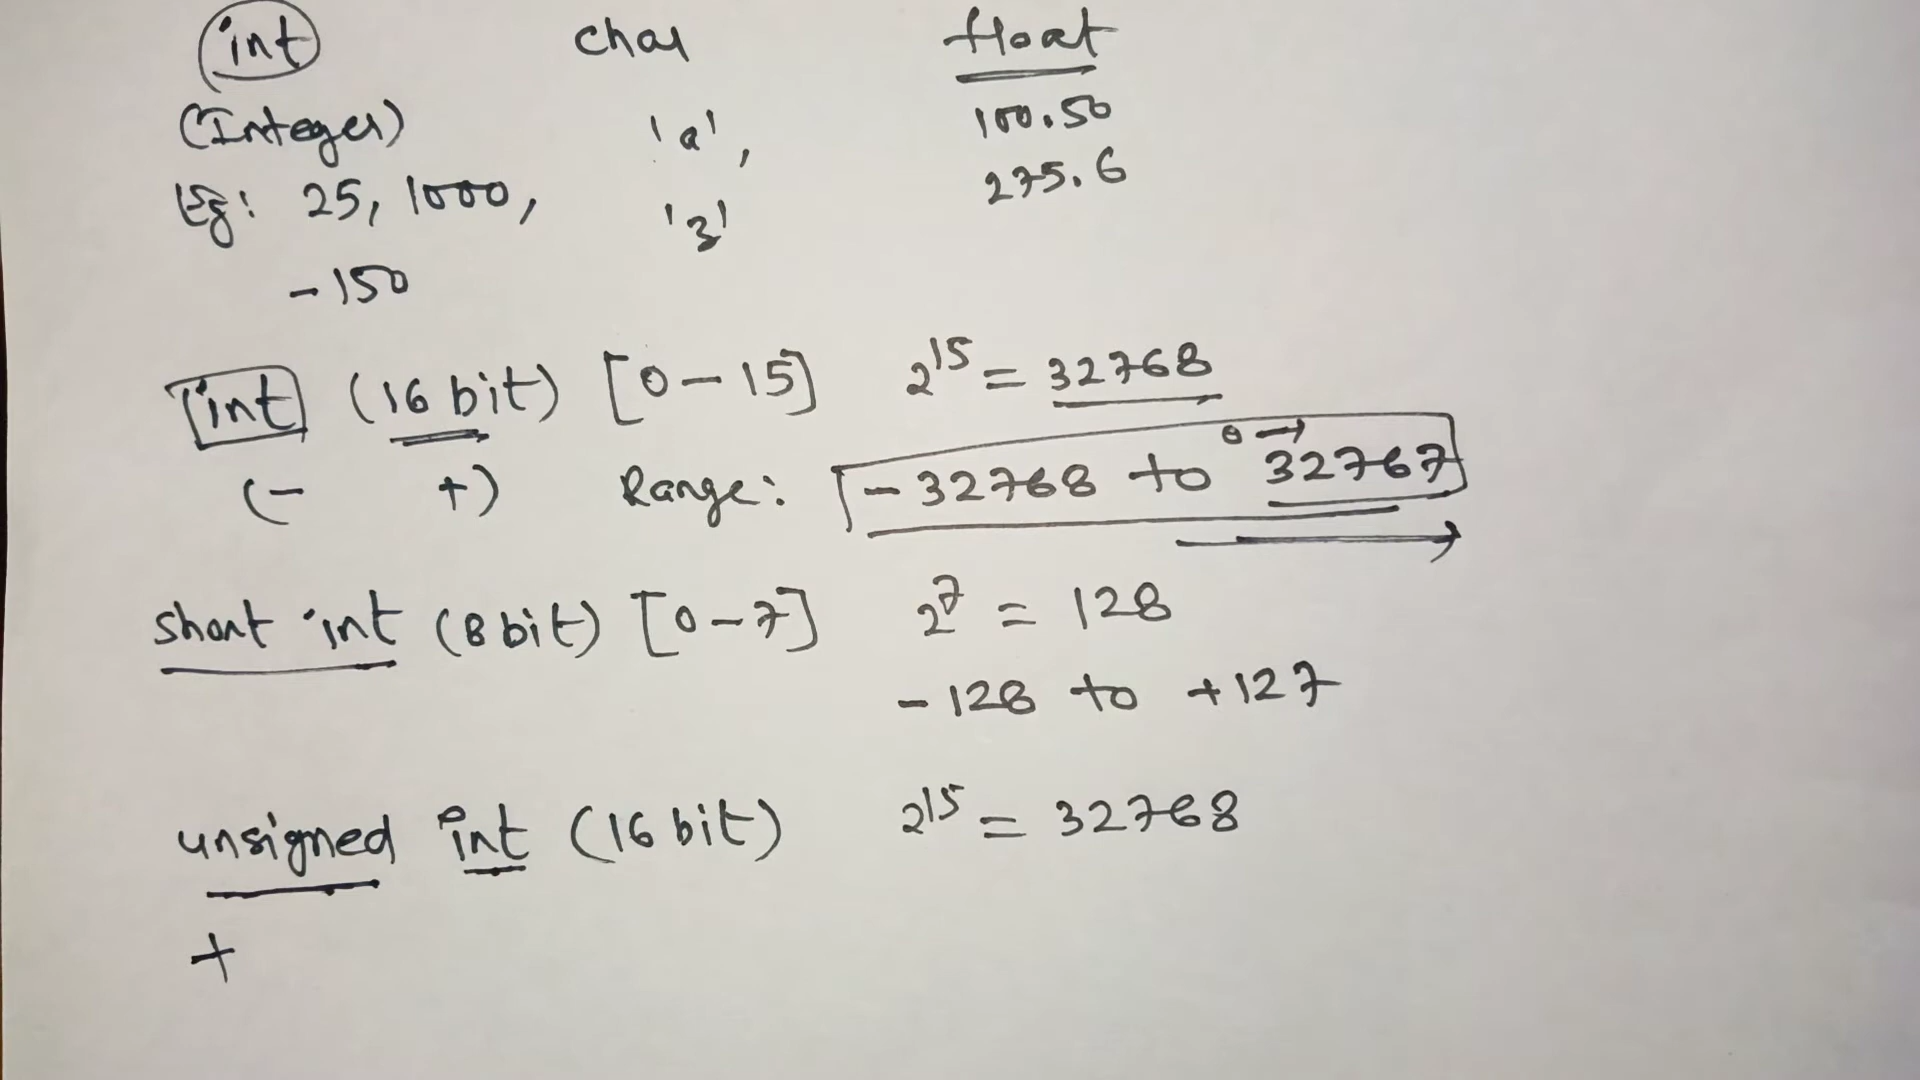 int char float
(Integer) 'a', 100.50
Eg: 25, 1000, 'z' 275.6
-150
int (16 bit) [0-15] 2^15 = 32768
(- +) Range: -32768 to 0→ 32767
short int (8 bit) [0-7] 2^7 = 128
-128 to +127
unsigned int (16 bit) 2^15 = 32768
+